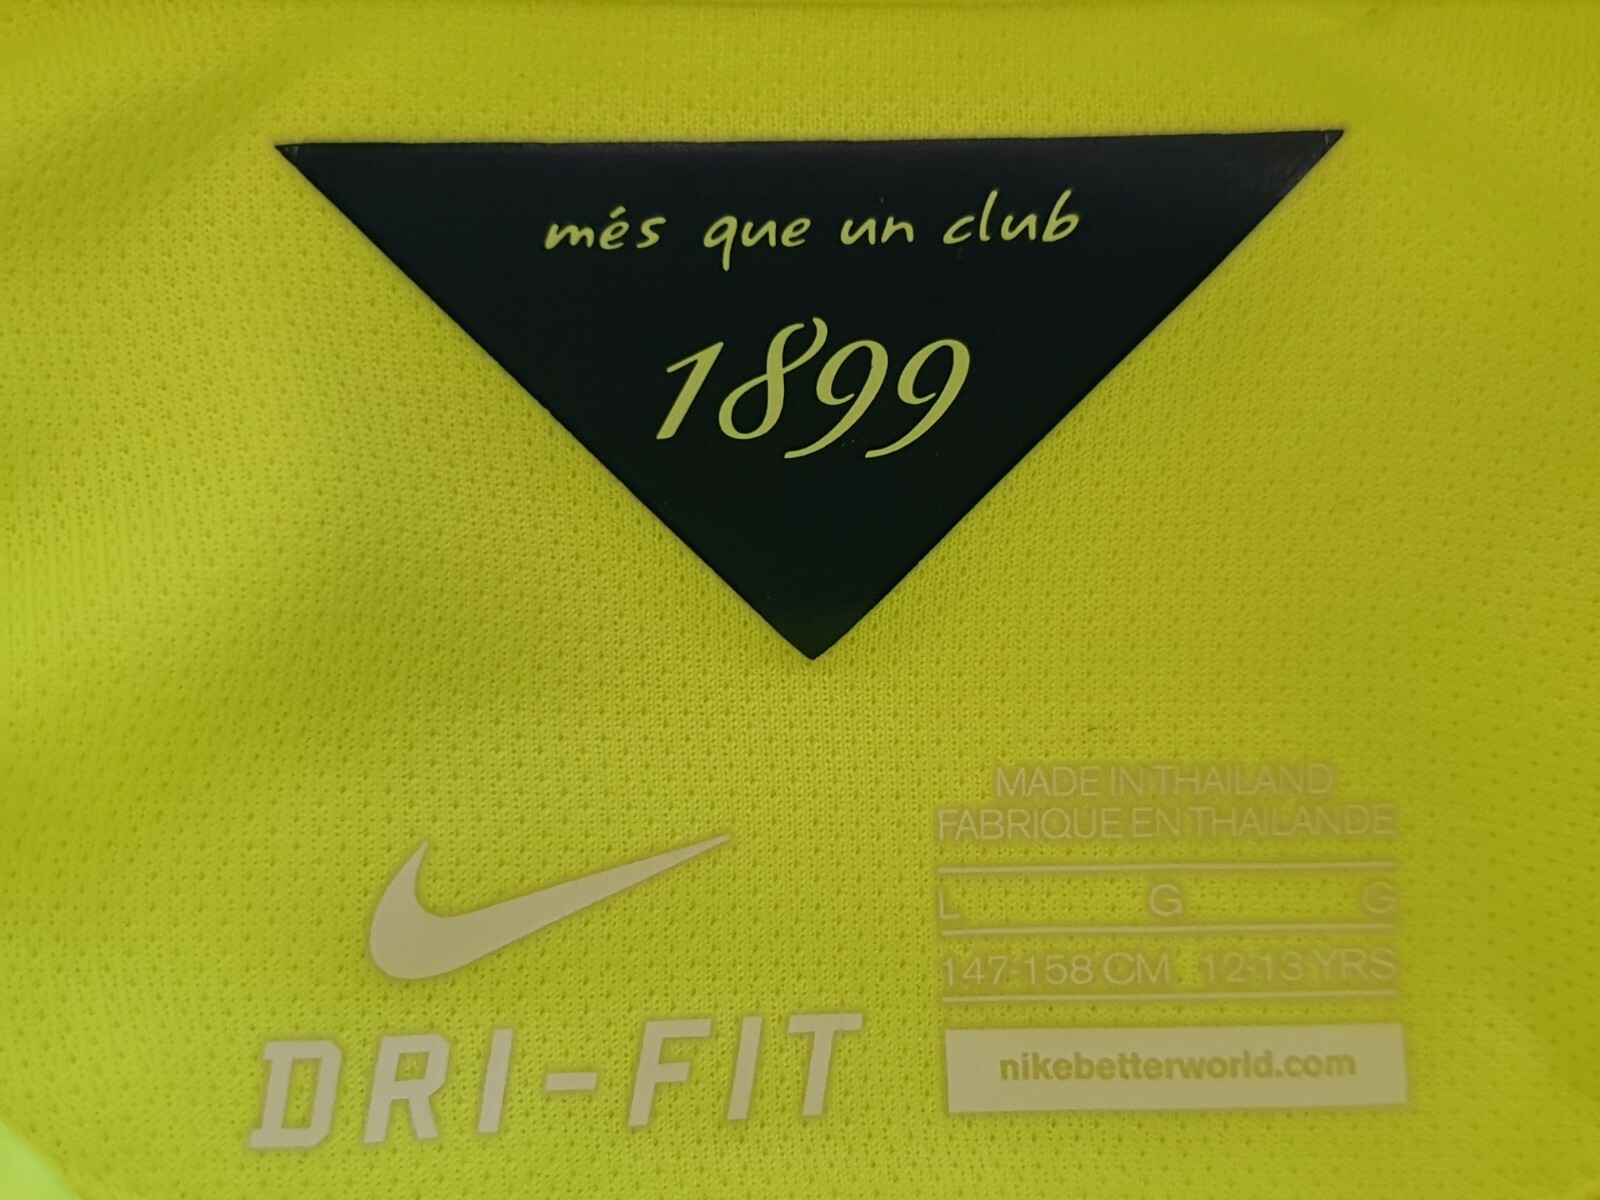 més que un club
1899
MADE IN THAILAND
FABRIQUE EN THAILANDE
L G G
147-158 CM 12-13 YRS
nikebetterworld.com
DRI-FIT